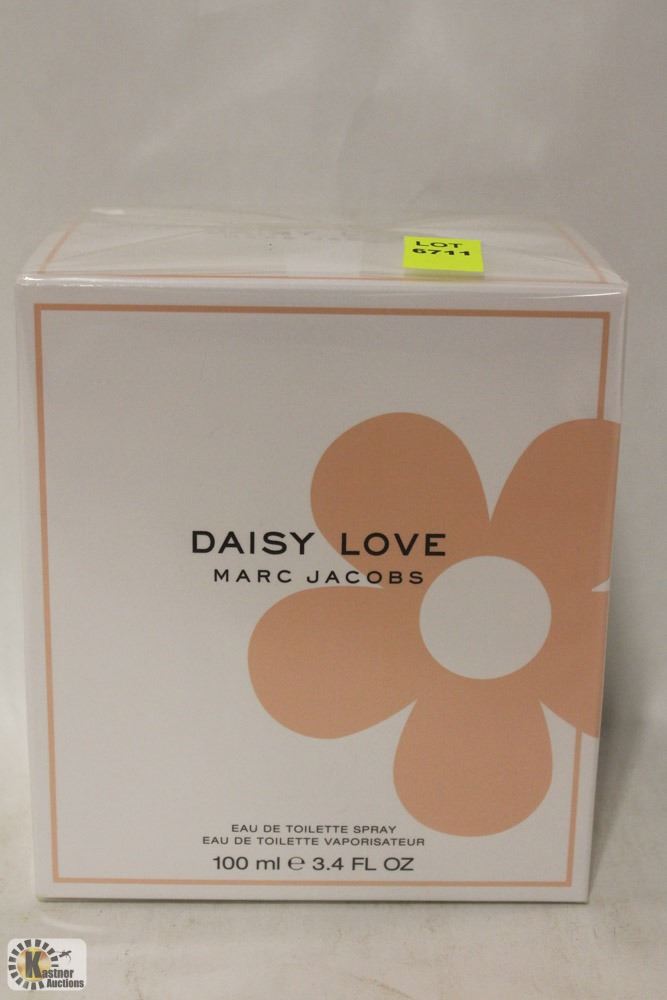 LOT
6711
DAISY LOVE
MARC JACOBS
EAU DE TOILETTE SPRAY
EAU DE TOILETTE VAPORISATEUR
100 ml e 3.4 FL OZ
Kastner
Auctions